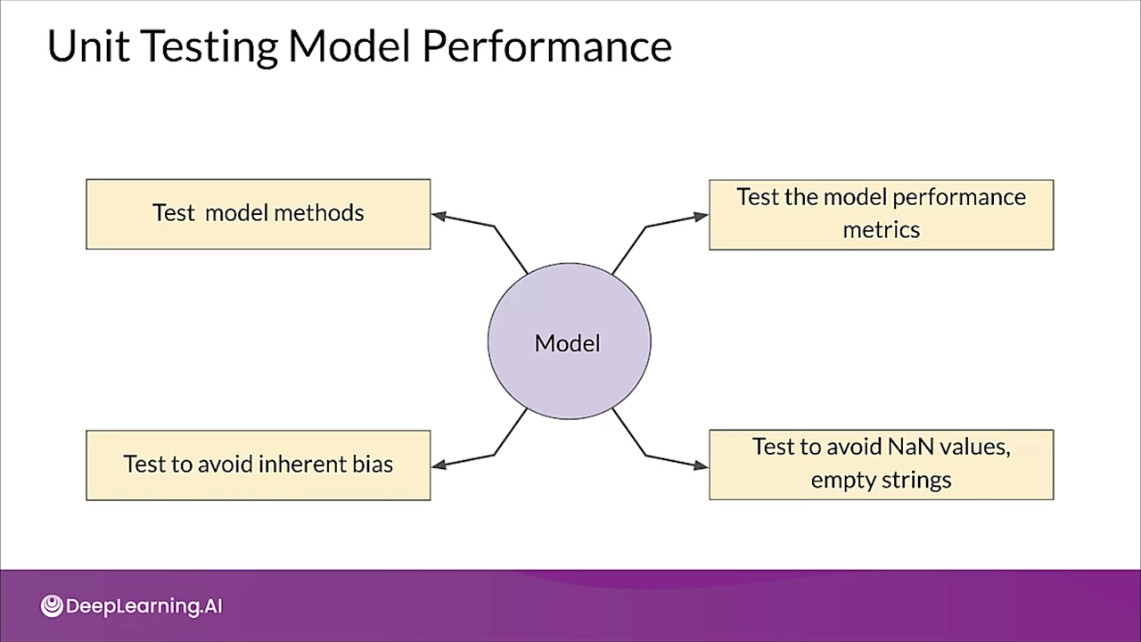 Unit Testing Model Performance
Test model methods
Test the model performance
metrics
Model
Test to avoid inherent bias
Test to avoid NaN values,
empty strings
DeepLearning.AI